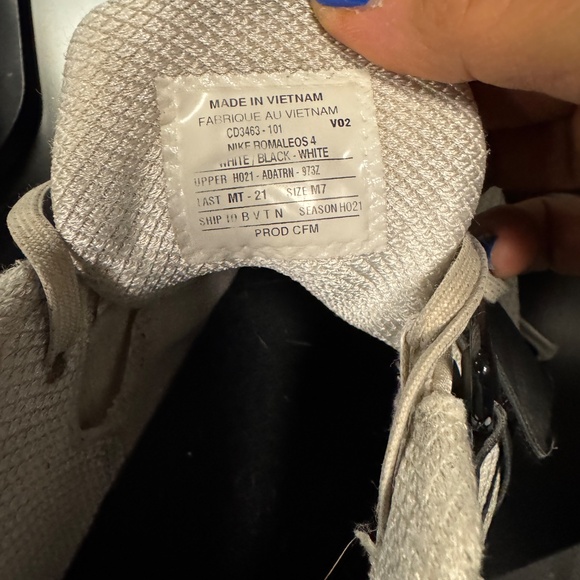 MADE IN VIETNAM
FABRIQUE AU VIETNAM
CD3463-101 V02
NIKE ROMALEOS 4
WHITE / BLACK - WHITE
UPPER H021 - ADATRN - 973Z
LAST MT - 21 SIZE M7
SHIP ID B V T N SEASON H021
PROD CFM